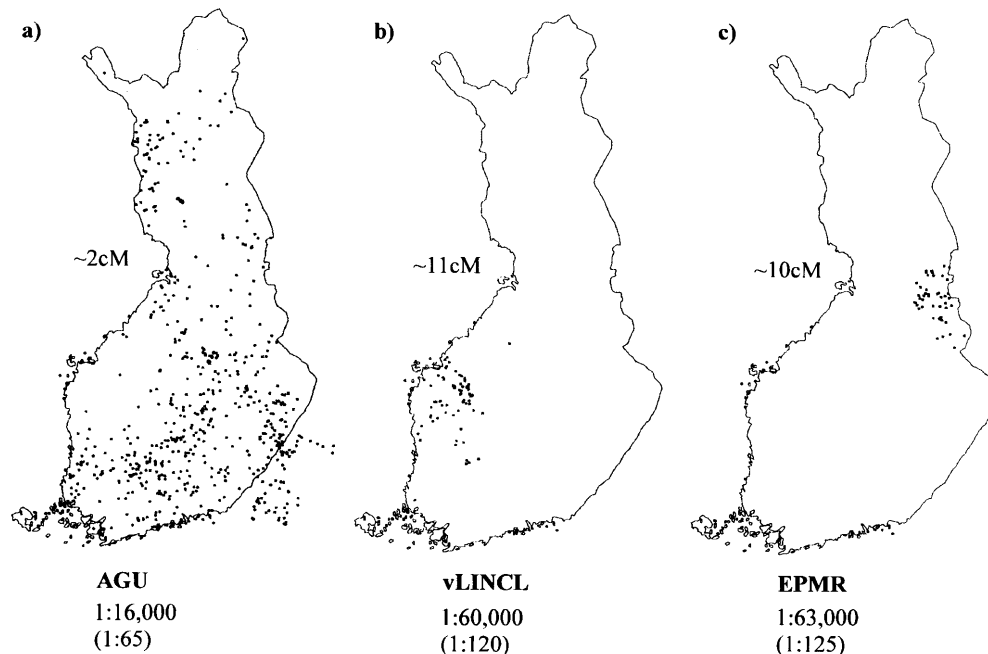 a)
b)
c)
~2cM
~11cM
~10cM
AGU
1:16,000
(1:65)
vLINCL
1:60,000
(1:120)
EPMR
1:63,000
(1:125)